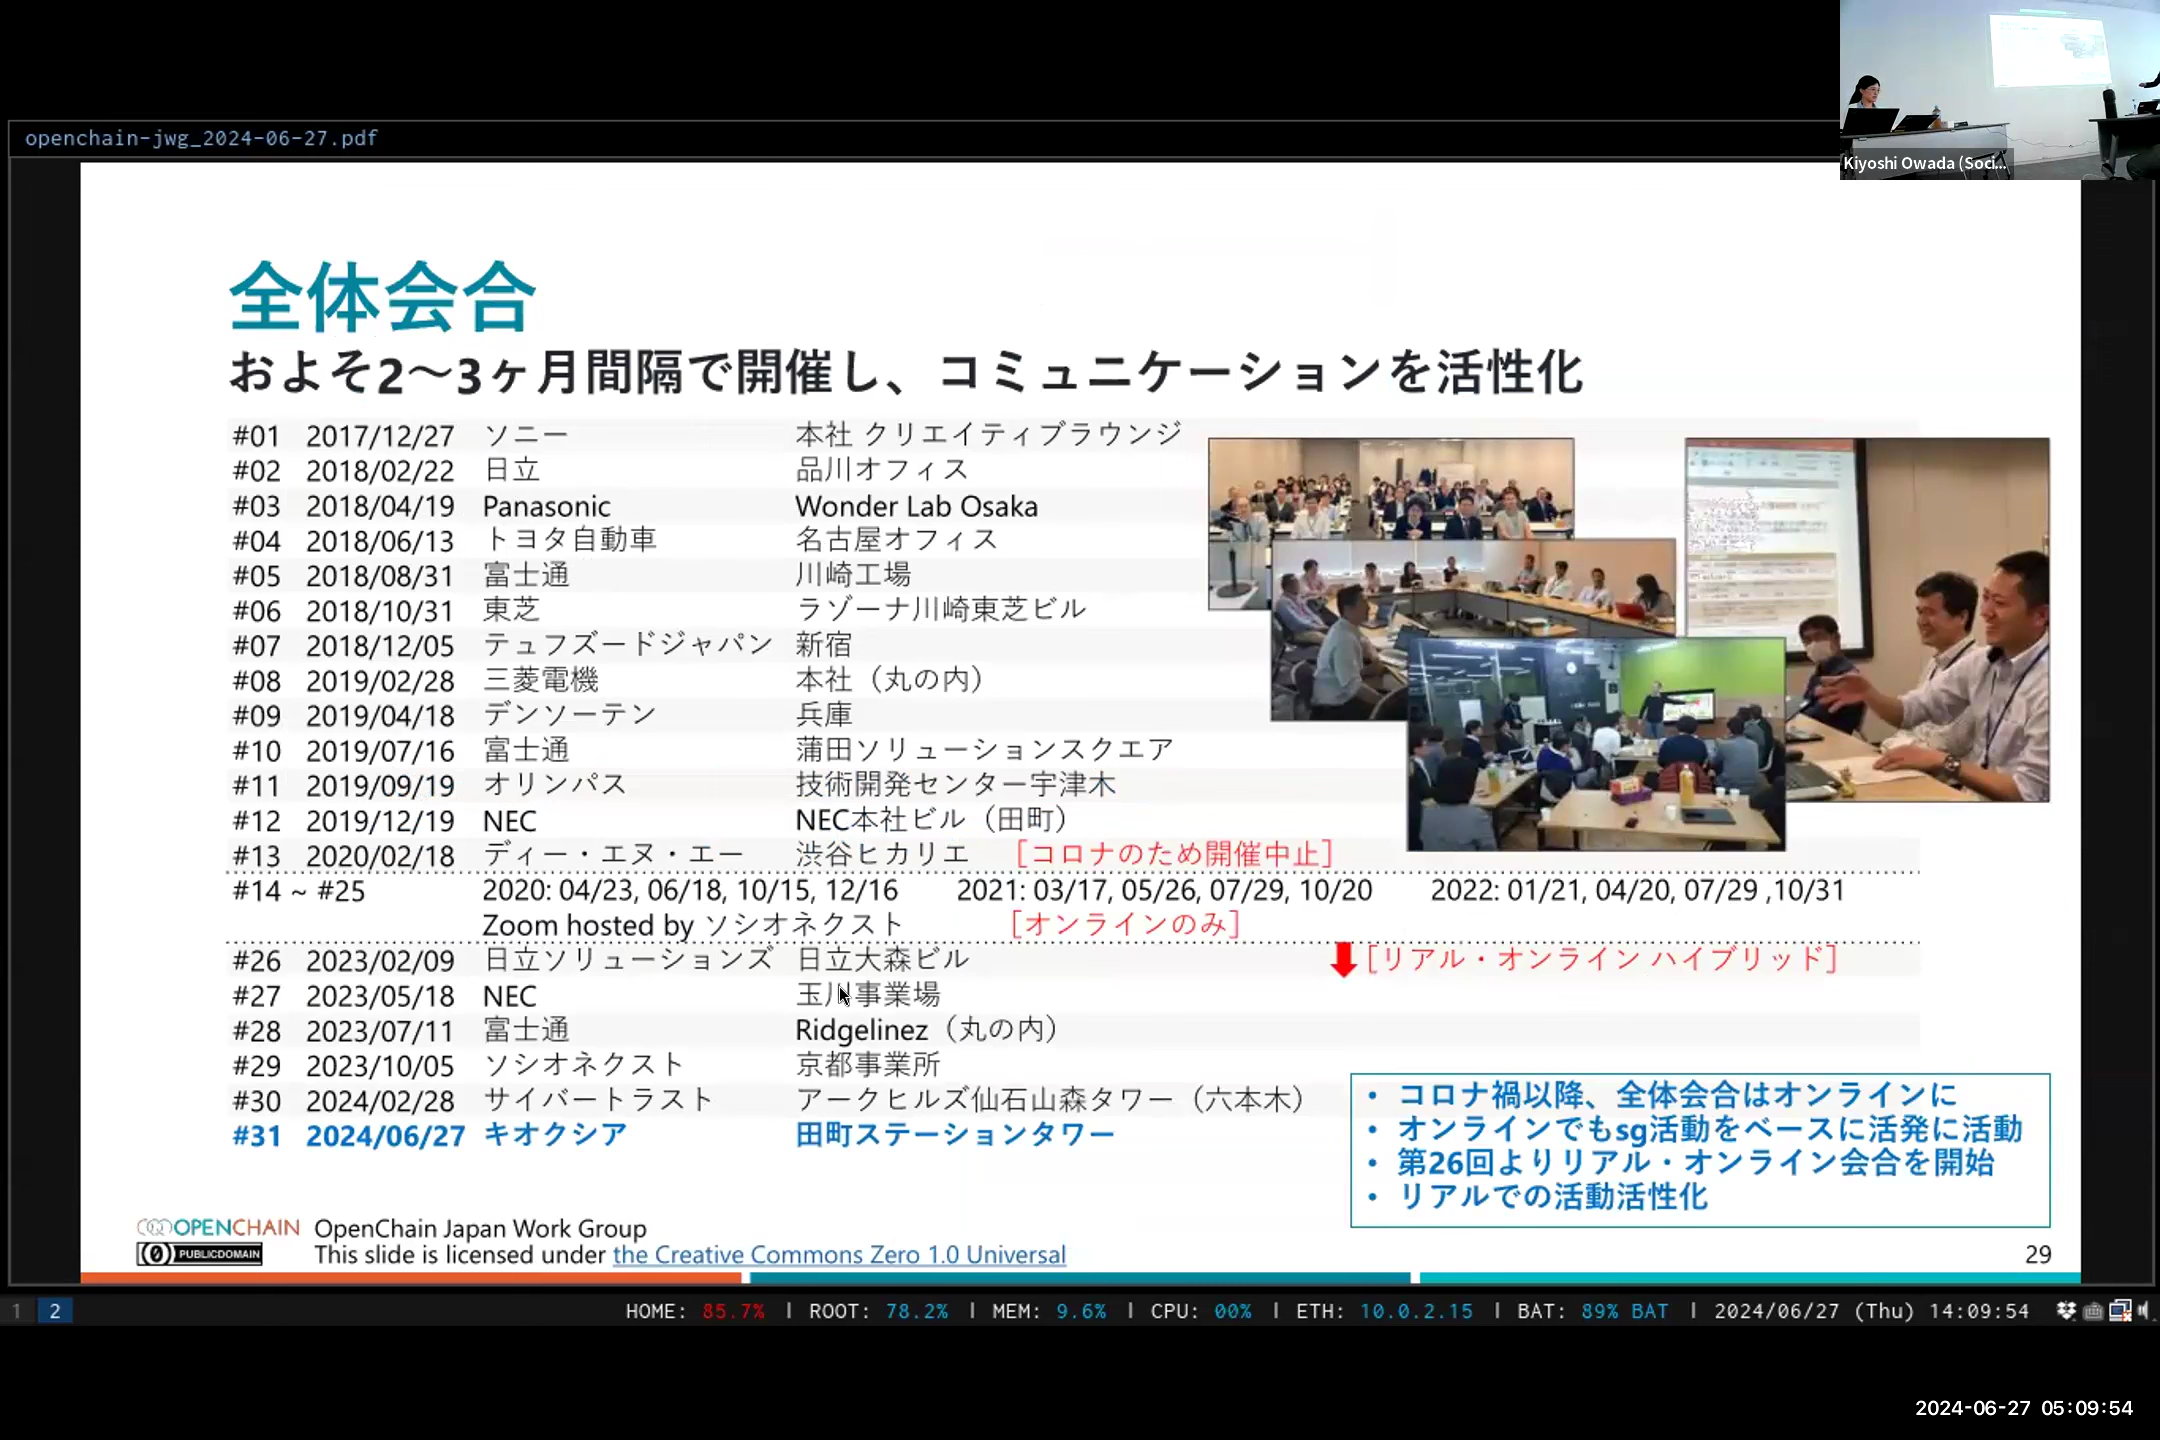 Kiyoshi Owada (Soci...
openchain-jwg_2024-06-27.pdf
全体会合
およそ2～3ヶ月間隔で開催し、コミュニケーションを活性化
#01 2017/12/27 ソニー 本社 クリエイティブラウンジ
#02 2018/02/22 日立 品川オフィス
#03 2018/04/19 Panasonic Wonder Lab Osaka
#04 2018/06/13 トヨタ自動車 名古屋オフィス
#05 2018/08/31 富士通 川崎工場
#06 2018/10/31 東芝 ラゾーナ川崎東芝ビル
#07 2018/12/05 テュフズードジャパン 新宿
#08 2019/02/28 三菱電機 本社（丸の内）
#09 2019/04/18 デンソーテン 兵庫
#10 2019/07/16 富士通 蒲田ソリューションスクエア
#11 2019/09/19 オリンパス 技術開発センター宇津木
#12 2019/12/19 NEC NEC本社ビル（田町）
#13 2020/02/18 ディー・エヌ・エー 渋谷ヒカリエ ［コロナのため開催中止］
#14 ~ #25 2020: 04/23, 06/18, 10/15, 12/16 2021: 03/17, 05/26, 07/29, 10/20 2022: 01/21, 04/20, 07/29 ,10/31
Zoom hosted by ソシオネクスト ［オンラインのみ］
#26 2023/02/09 日立ソリューションズ 日立大森ビル ［リアル・オンライン ハイブリッド］
#27 2023/05/18 NEC 玉川事業場
#28 2023/07/11 富士通 Ridgelinez（丸の内）
#29 2023/10/05 ソシオネクスト 京都事業所
#30 2024/02/28 サイバートラスト アークヒルズ仙石山森タワー（六本木）
#31 2024/06/27 キオクシア 田町ステーションタワー
• コロナ禍以降、全体会合はオンラインに
• オンラインでもsg活動をベースに活発に活動
• 第26回よりリアル・オンライン会合を開始
• リアルでの活動活性化
OPENCHAIN OpenChain Japan Work Group
PUBLIC DOMAIN This slide is licensed under the Creative Commons Zero 1.0 Universal
29
1 2 HOME: 85.7% | ROOT: 78.2% | MEM: 9.6% | CPU: 00% | ETH: 10.0.2.15 | BAT: 89% BAT | 2024/06/27 (Thu) 14:09:54
2024-06-27 05:09:54